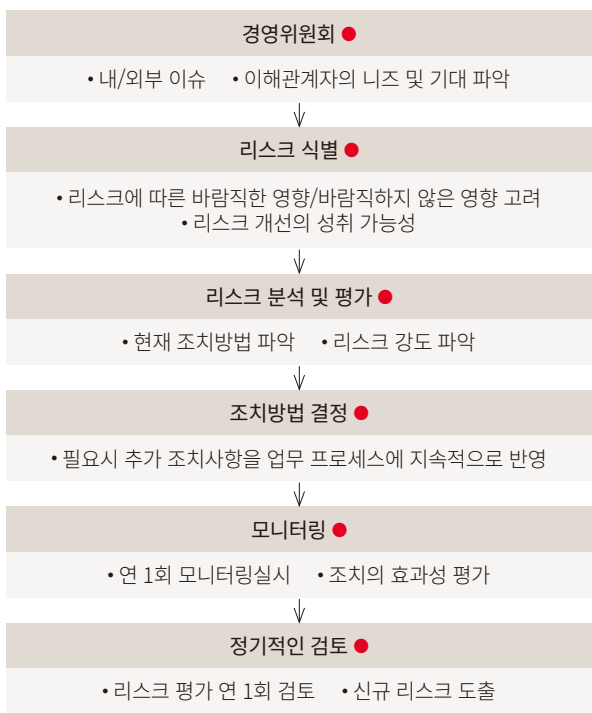 경영위원회 ●
• 내/외부 이슈 • 이해관계자의 니즈 및 기대 파악
리스크 식별 ●
• 리스크에 따른 바람직한 영향/바람직하지 않은 영향 고려
• 리스크 개선의 성취 가능성
리스크 분석 및 평가 ●
• 현재 조치방법 파악 • 리스크 강도 파악
조치방법 결정 ●
• 필요시 추가 조치사항을 업무 프로세스에 지속적으로 반영
모니터링 ●
• 연 1회 모니터링실시 • 조치의 효과성 평가
정기적인 검토 ●
• 리스크 평가 연 1회 검토 • 신규 리스크 도출